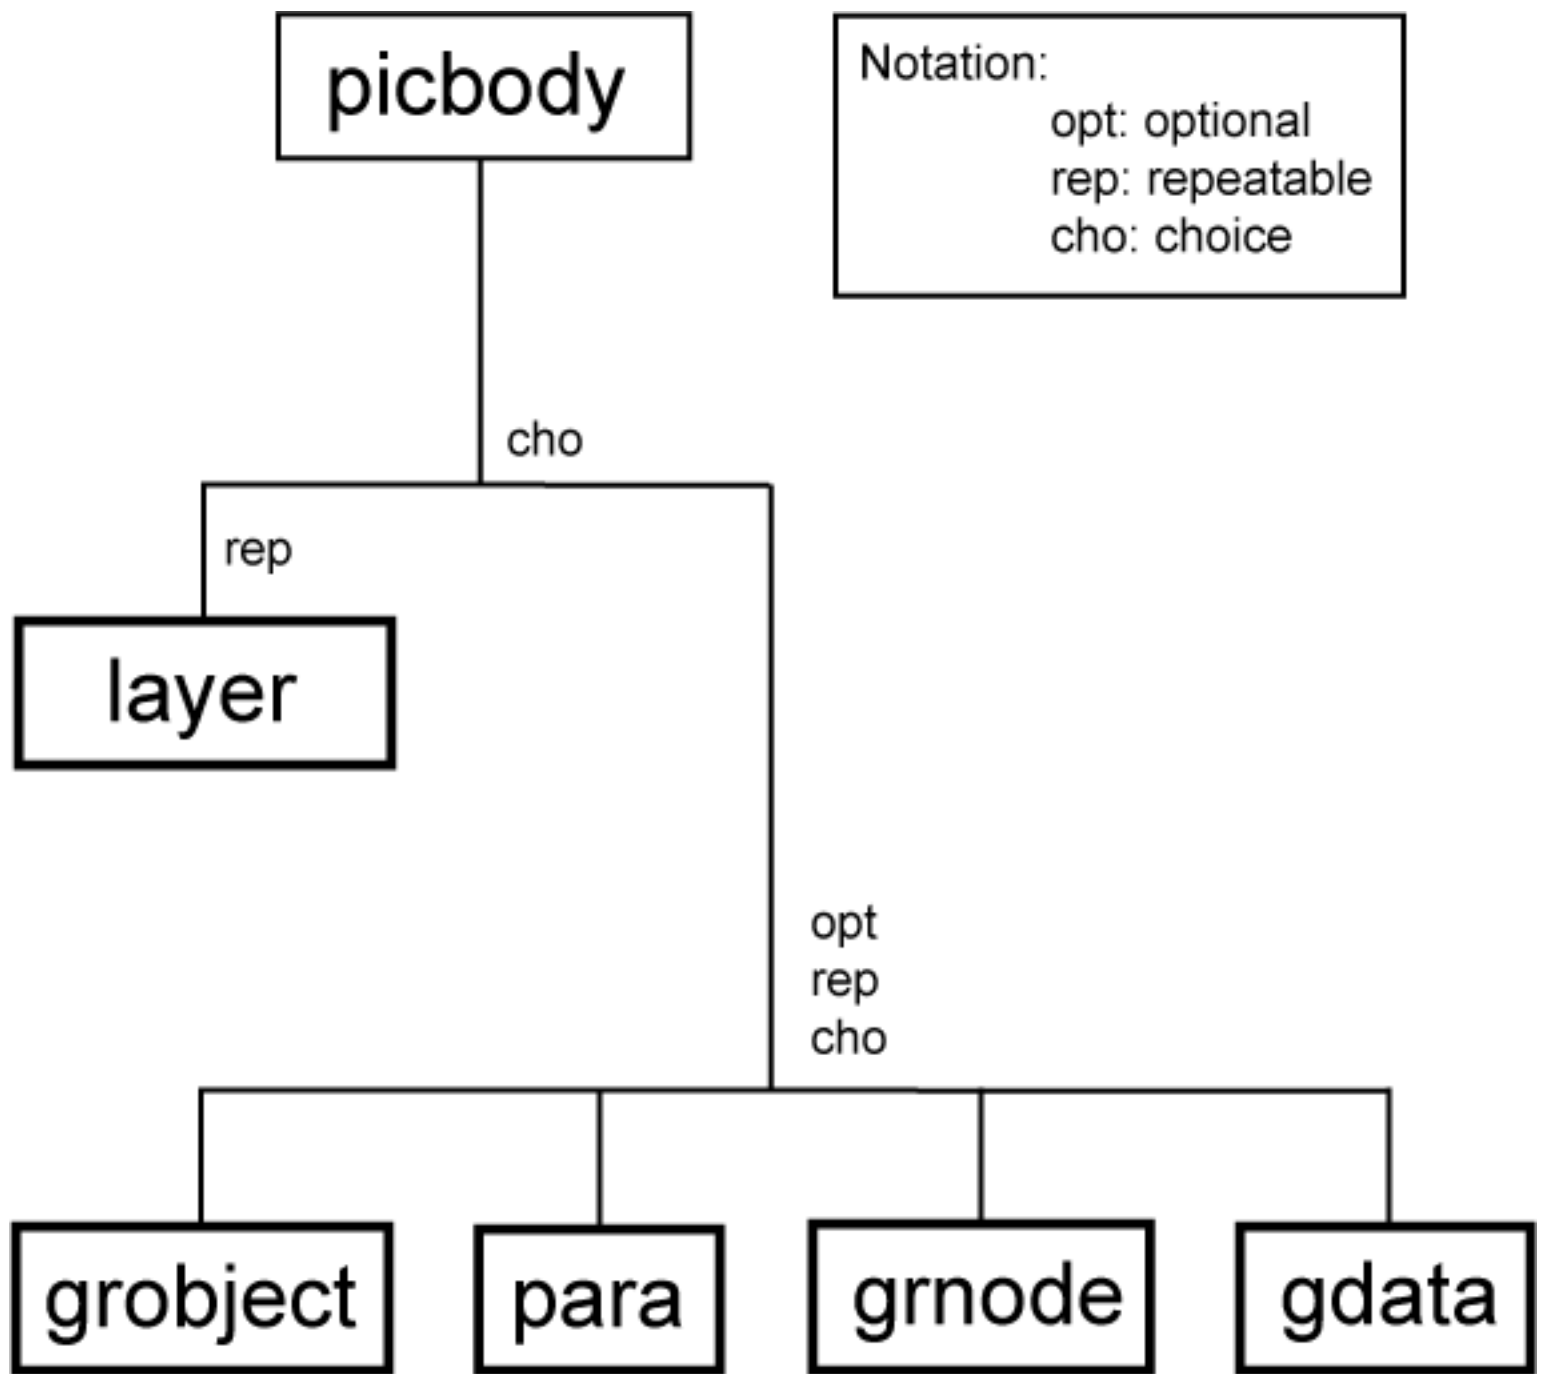 picbody
Notation:
opt: optional
rep: repeatable
cho: choice
cho
rep
layer
opt
rep
cho
grobject
para
grnode
gdata